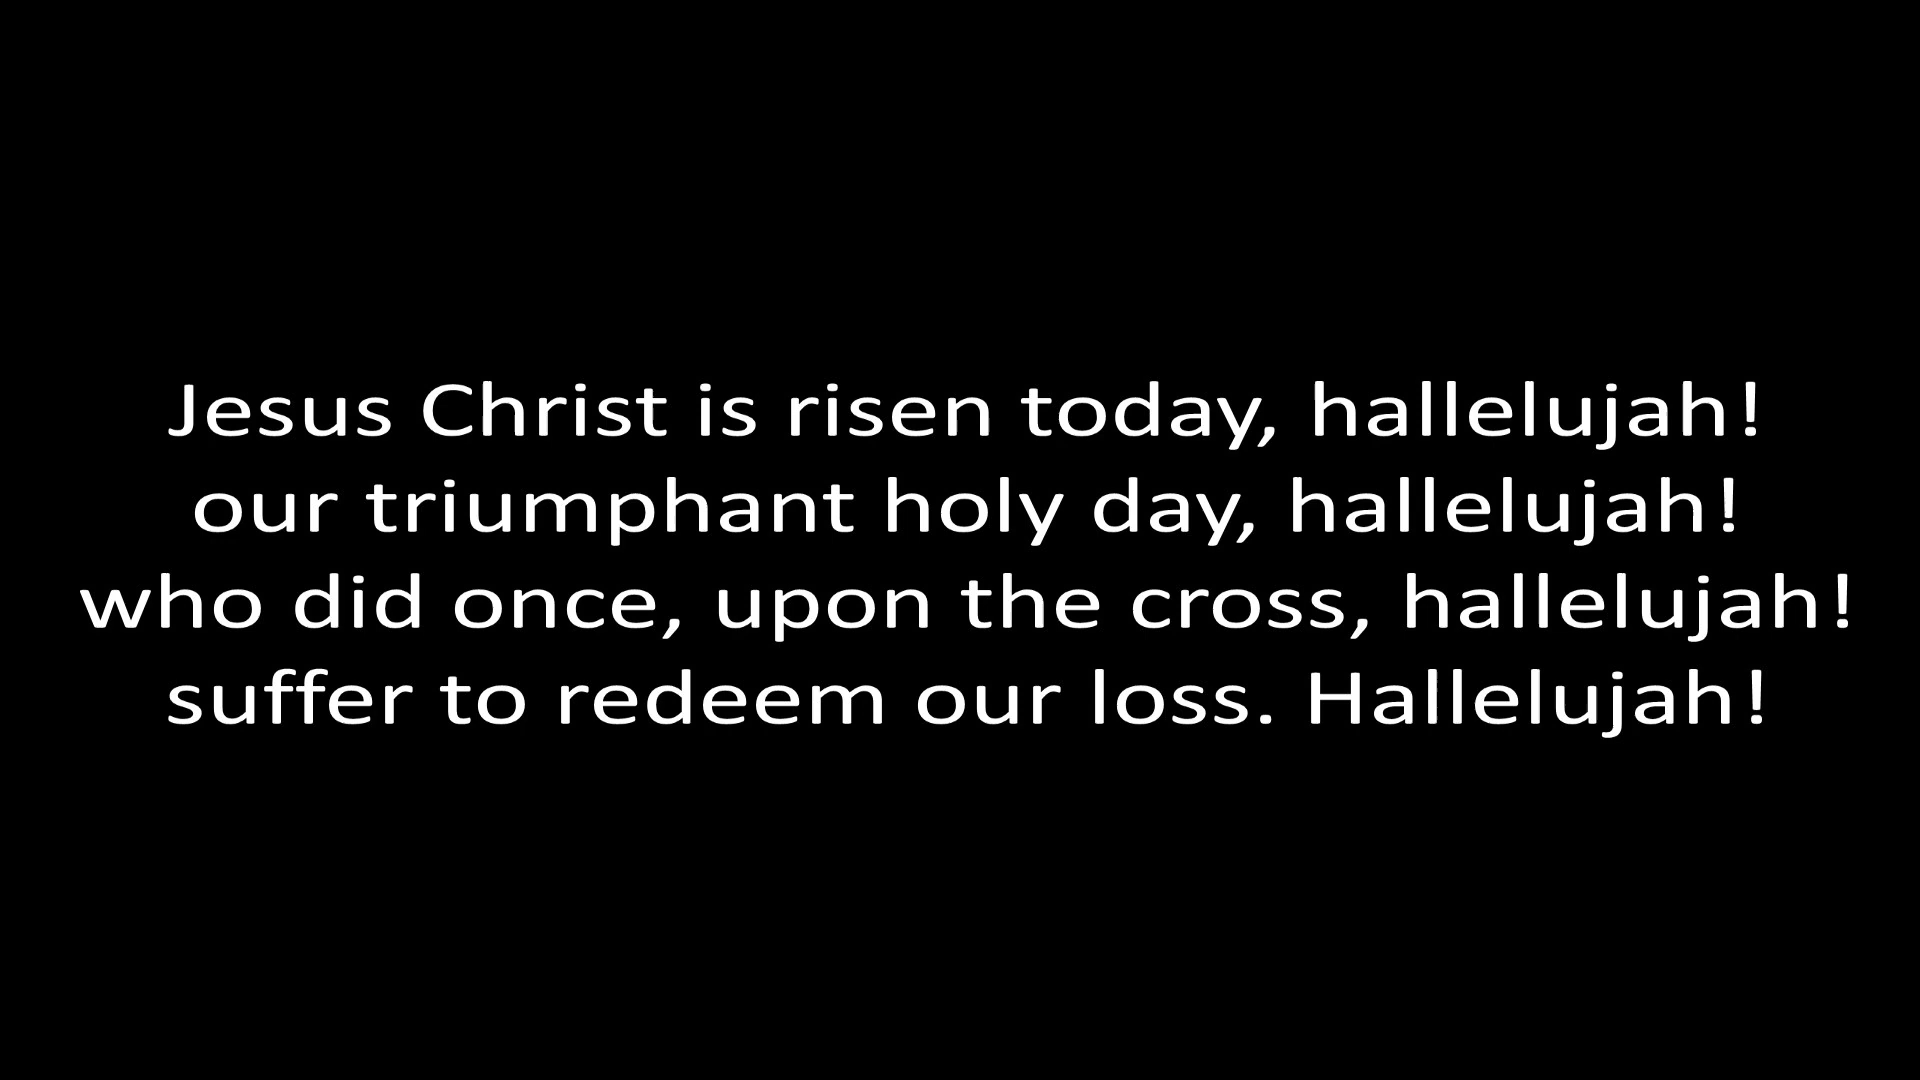 Jesus Christ is risen today, hallelujah!
our triumphant holy day, hallelujah!
who did once, upon the cross, hallelujah!
suffer to redeem our loss. Hallelujah!